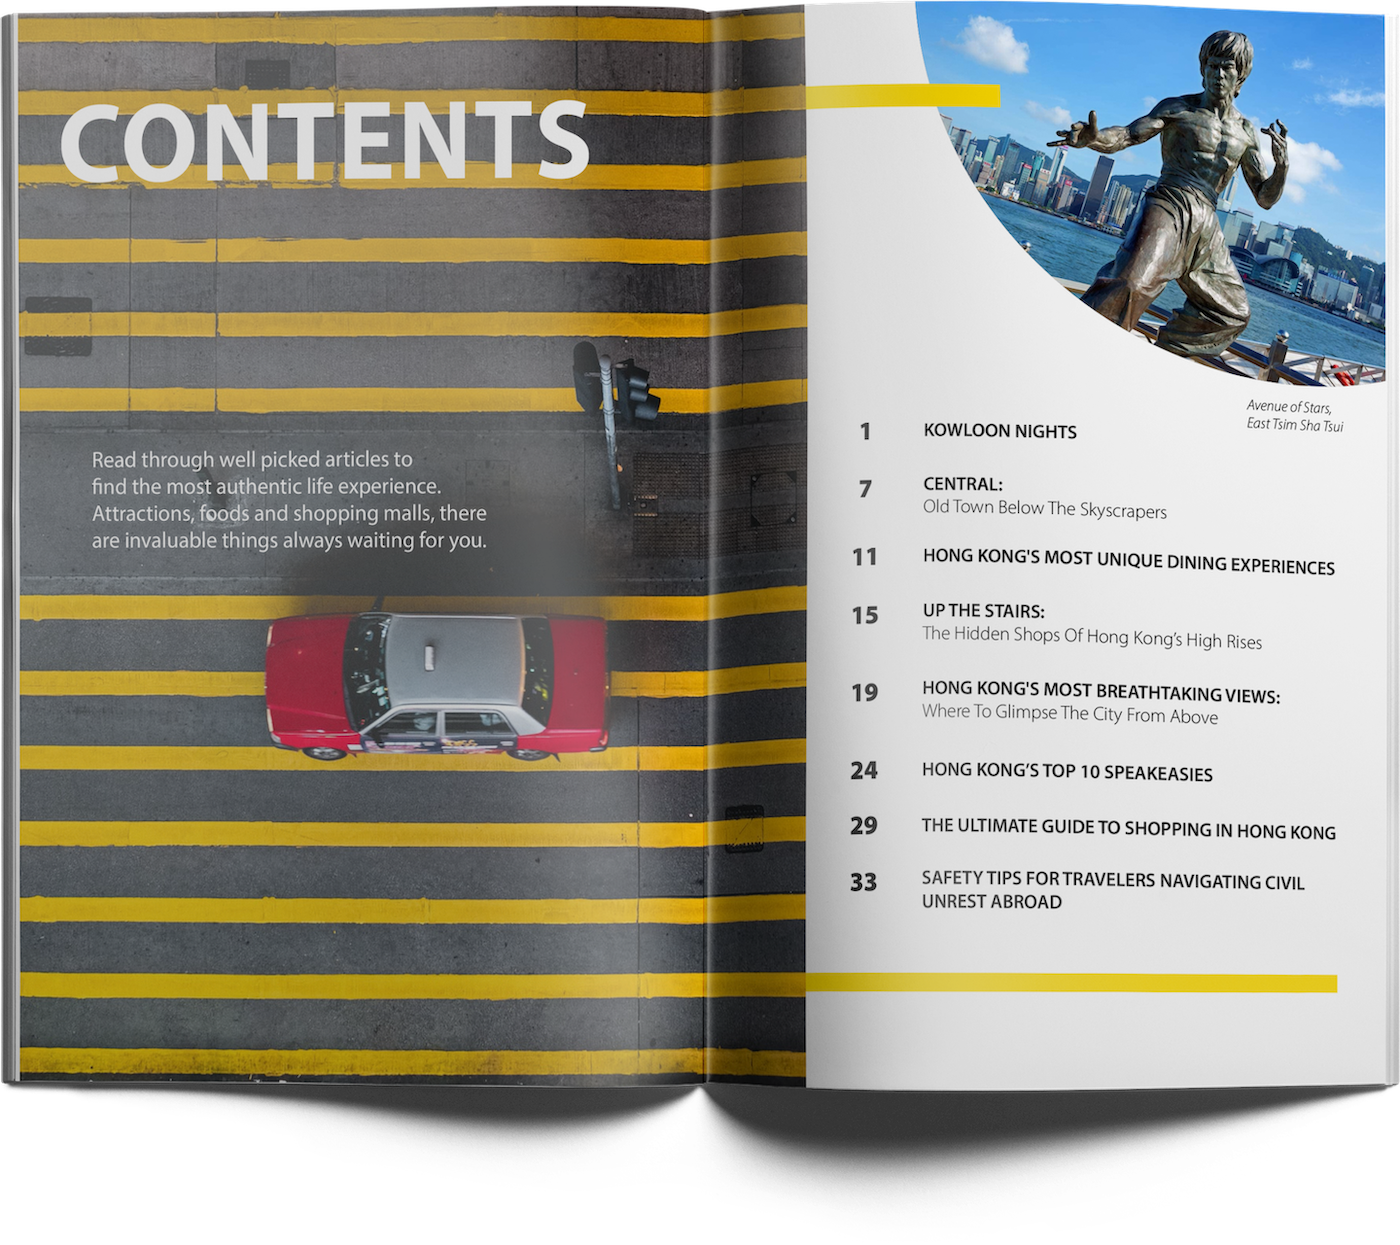 CONTENTS
Read through well picked articles to
find the most authentic life experience.
Attractions, foods and shopping malls, there
are invaluable things always waiting for you.
Avenue of Stars,
East Tsim Sha Tsui
1 KOWLOON NIGHTS
7 CENTRAL:
Old Town Below The Skyscrapers
11 HONG KONG'S MOST UNIQUE DINING EXPERIENCES
15 UP THE STAIRS:
The Hidden Shops Of Hong Kong’s High Rises
19 HONG KONG'S MOST BREATHTAKING VIEWS:
Where To Glimpse The City From Above
24 HONG KONG’S TOP 10 SPEAKEASIES
29 THE ULTIMATE GUIDE TO SHOPPING IN HONG KONG
33 SAFETY TIPS FOR TRAVELERS NAVIGATING CIVIL
UNREST ABROAD